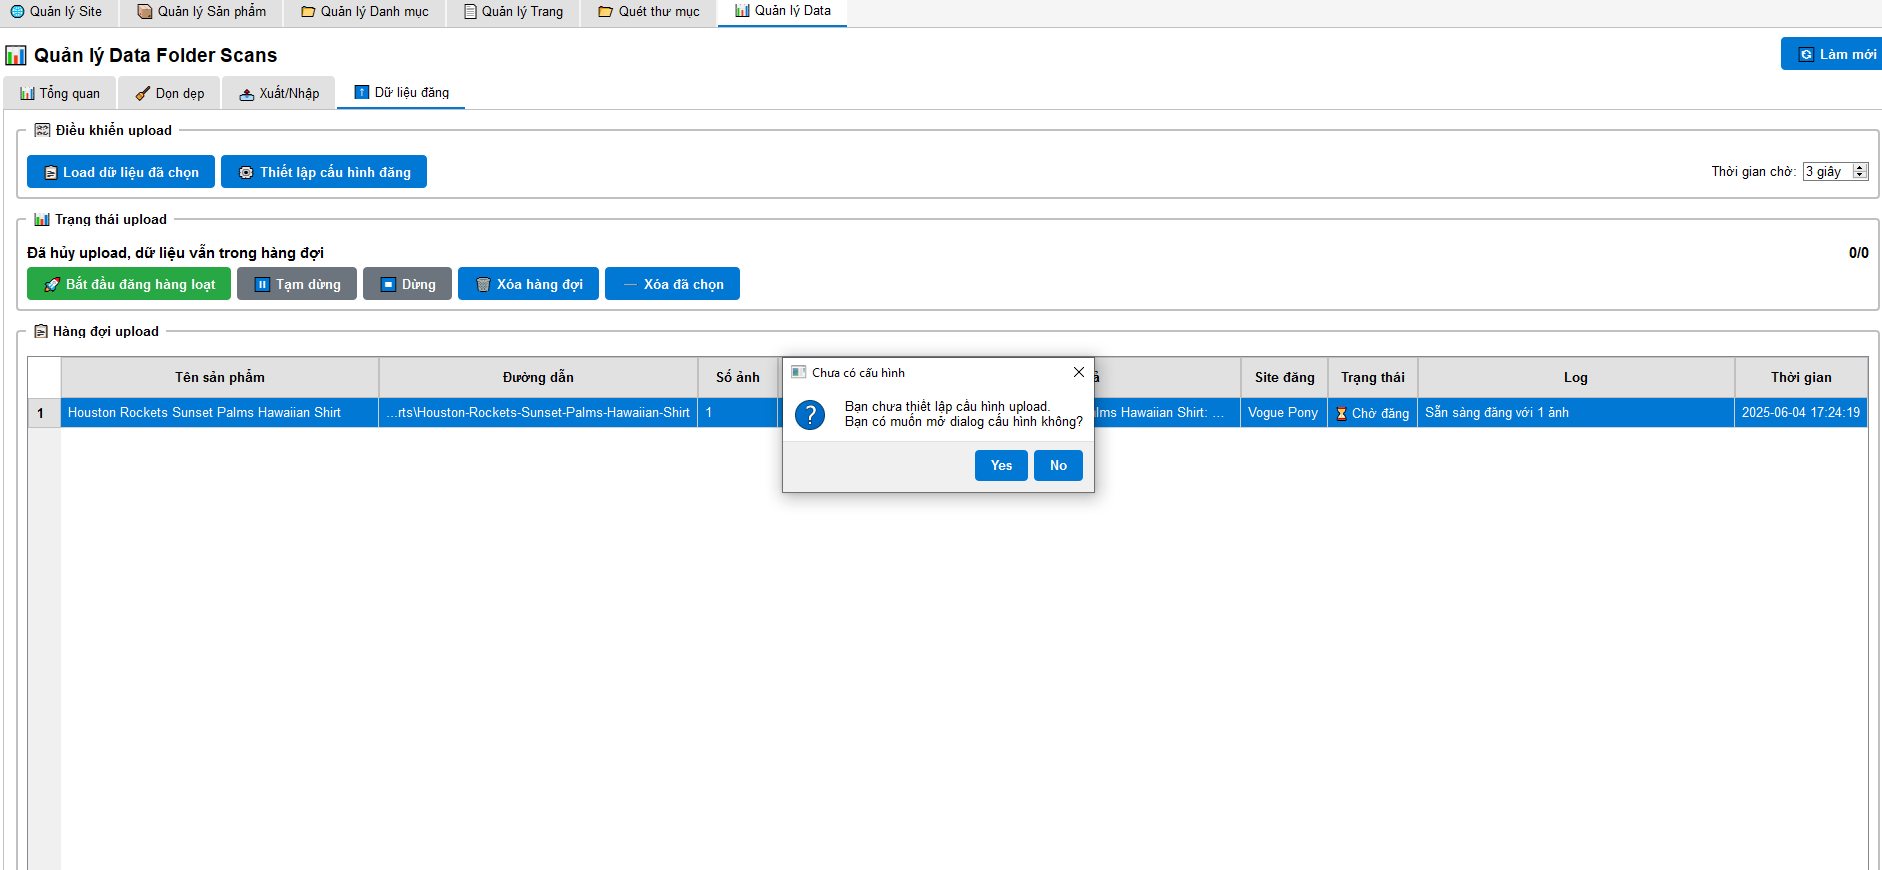 Quản lý Site
Quản lý Sản phẩm
Quản lý Danh mục
Quản lý Trang
Quét thư mục
Quản lý Data
Quản lý Data Folder Scans
Làm mới
Tổng quan
Dọn dẹp
Xuất/Nhập
Dữ liệu đăng
Điều khiển upload
Load dữ liệu đã chọn
Thiết lập cấu hình đăng
Thời gian chờ: 3 giây
Trạng thái upload
Đã hủy upload, dữ liệu vẫn trong hàng đợi
0/0
Bắt đầu đăng hàng loạt
Tạm dừng
Dừng
Xóa hàng đợi
Xóa đã chọn
Hàng đợi upload
Tên sản phẩm
Đường dẫn
Số ảnh
Site đăng
Trạng thái
Log
Thời gian
1
Houston Rockets Sunset Palms Hawaiian Shirt
...rts\Houston-Rockets-Sunset-Palms-Hawaiian-Shirt
1
Hawaiian Shirt: ...
Vogue Pony
Chờ đăng
Sẵn sàng đăng với 1 ảnh
2025-06-04 17:24:19
Chưa có cấu hình
Bạn chưa thiết lập cấu hình upload.
Bạn có muốn mở dialog cấu hình không?
Yes
No